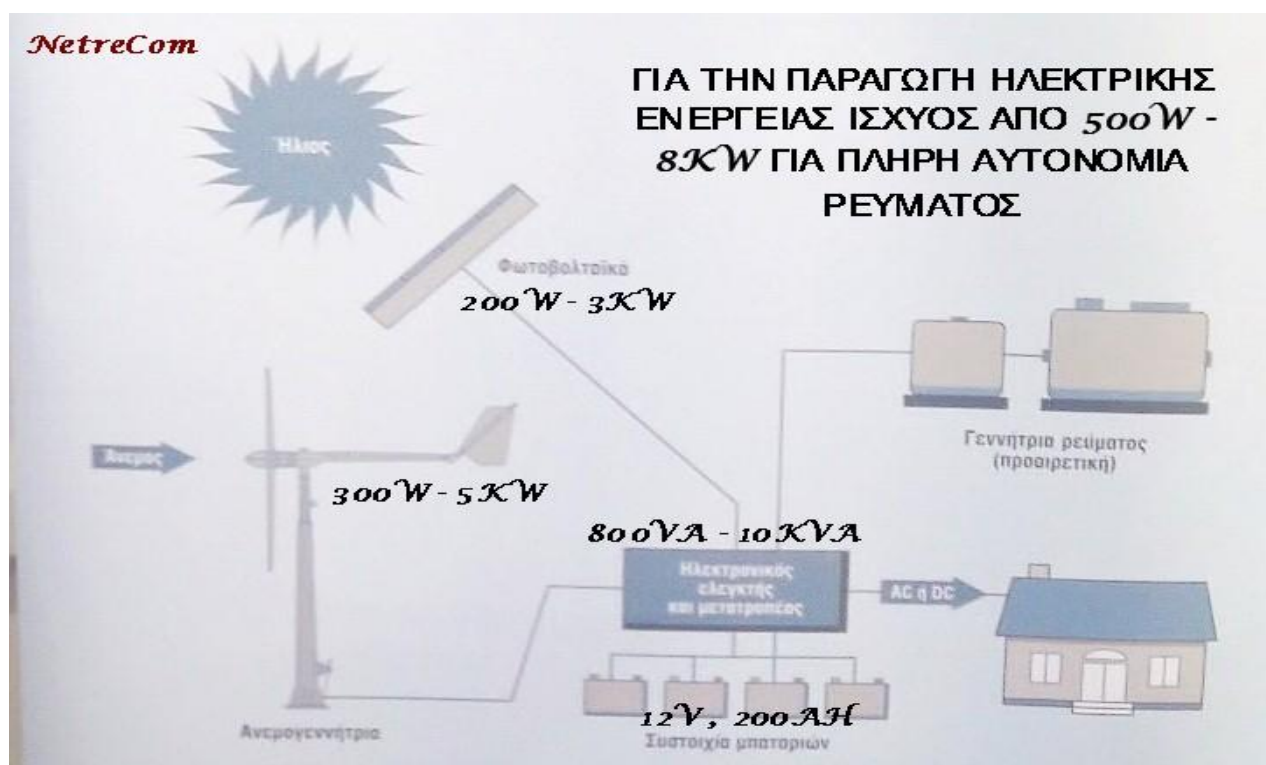 NetreCom
ΓΙΑ ΤΗΝ ΠΑΡΑΓΩΓΗ ΗΛΕΚΤΡΙΚΗΣ
ΕΝΕΡΓΕΙΑΣ ΙΣΧΥΟΣ ΑΠΟ 500W -
8KW ΓΙΑ ΠΛΗΡΗ ΑΥΤΟΝΟΜΙΑ
ΡΕΥΜΑΤΟΣ
Ήλιος
Φωτοβολταϊκά
200W - 3KW
Γεννήτρια ρεύματος
(προαιρετική)
Άνεμος
300W - 5KW
800VA - 10KVA
Ηλεκτρονικός
ελεγκτής
και μετατροπέας
AC ή DC
12V, 200AH
Συστοιχία μπαταριών
Ανεμογεννήτρια